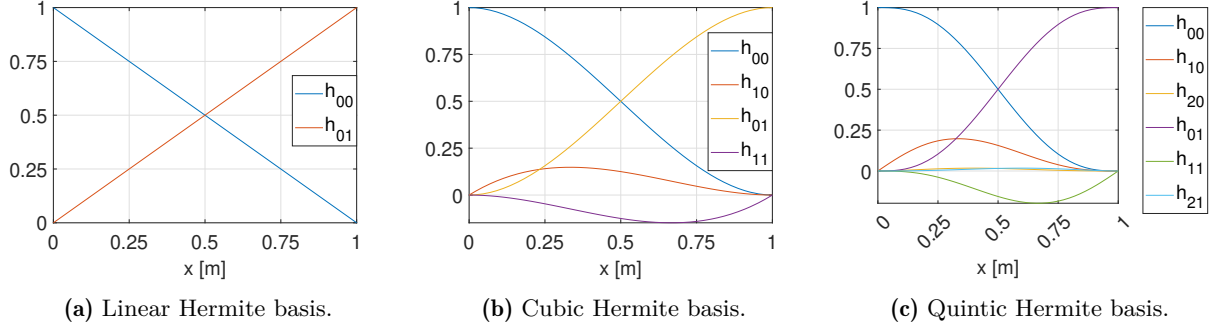 1
0.75
0.5
0.25
0
0
0.25
0.5
0.75
1
x [m]
h00
h01
(a) Linear Hermite basis.
1
0.75
0.5
0.25
0
0
0.25
0.5
0.75
1
x [m]
h00
h10
h01
h11
(b) Cubic Hermite basis.
1
0.75
0.5
0.25
0
0
0.25
0.5
0.75
1
x [m]
h00
h10
h20
h01
h11
h21
(c) Quintic Hermite basis.